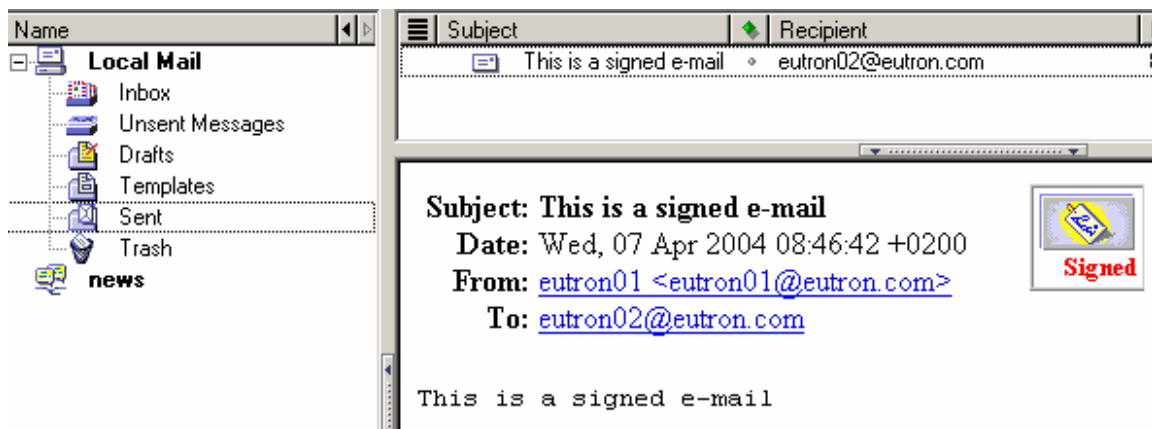 Name
Local Mail
Inbox
Unsent Messages
Drafts
Templates
Sent
Trash
news
Subject Recipient
This is a signed e-mail eutron02@eutron.com
Subject: This is a signed e-mail
Date: Wed, 07 Apr 2004 08:46:42 +0200
From: eutron01 <eutron01@eutron.com>
To: eutron02@eutron.com
Signed
This is a signed e-mail